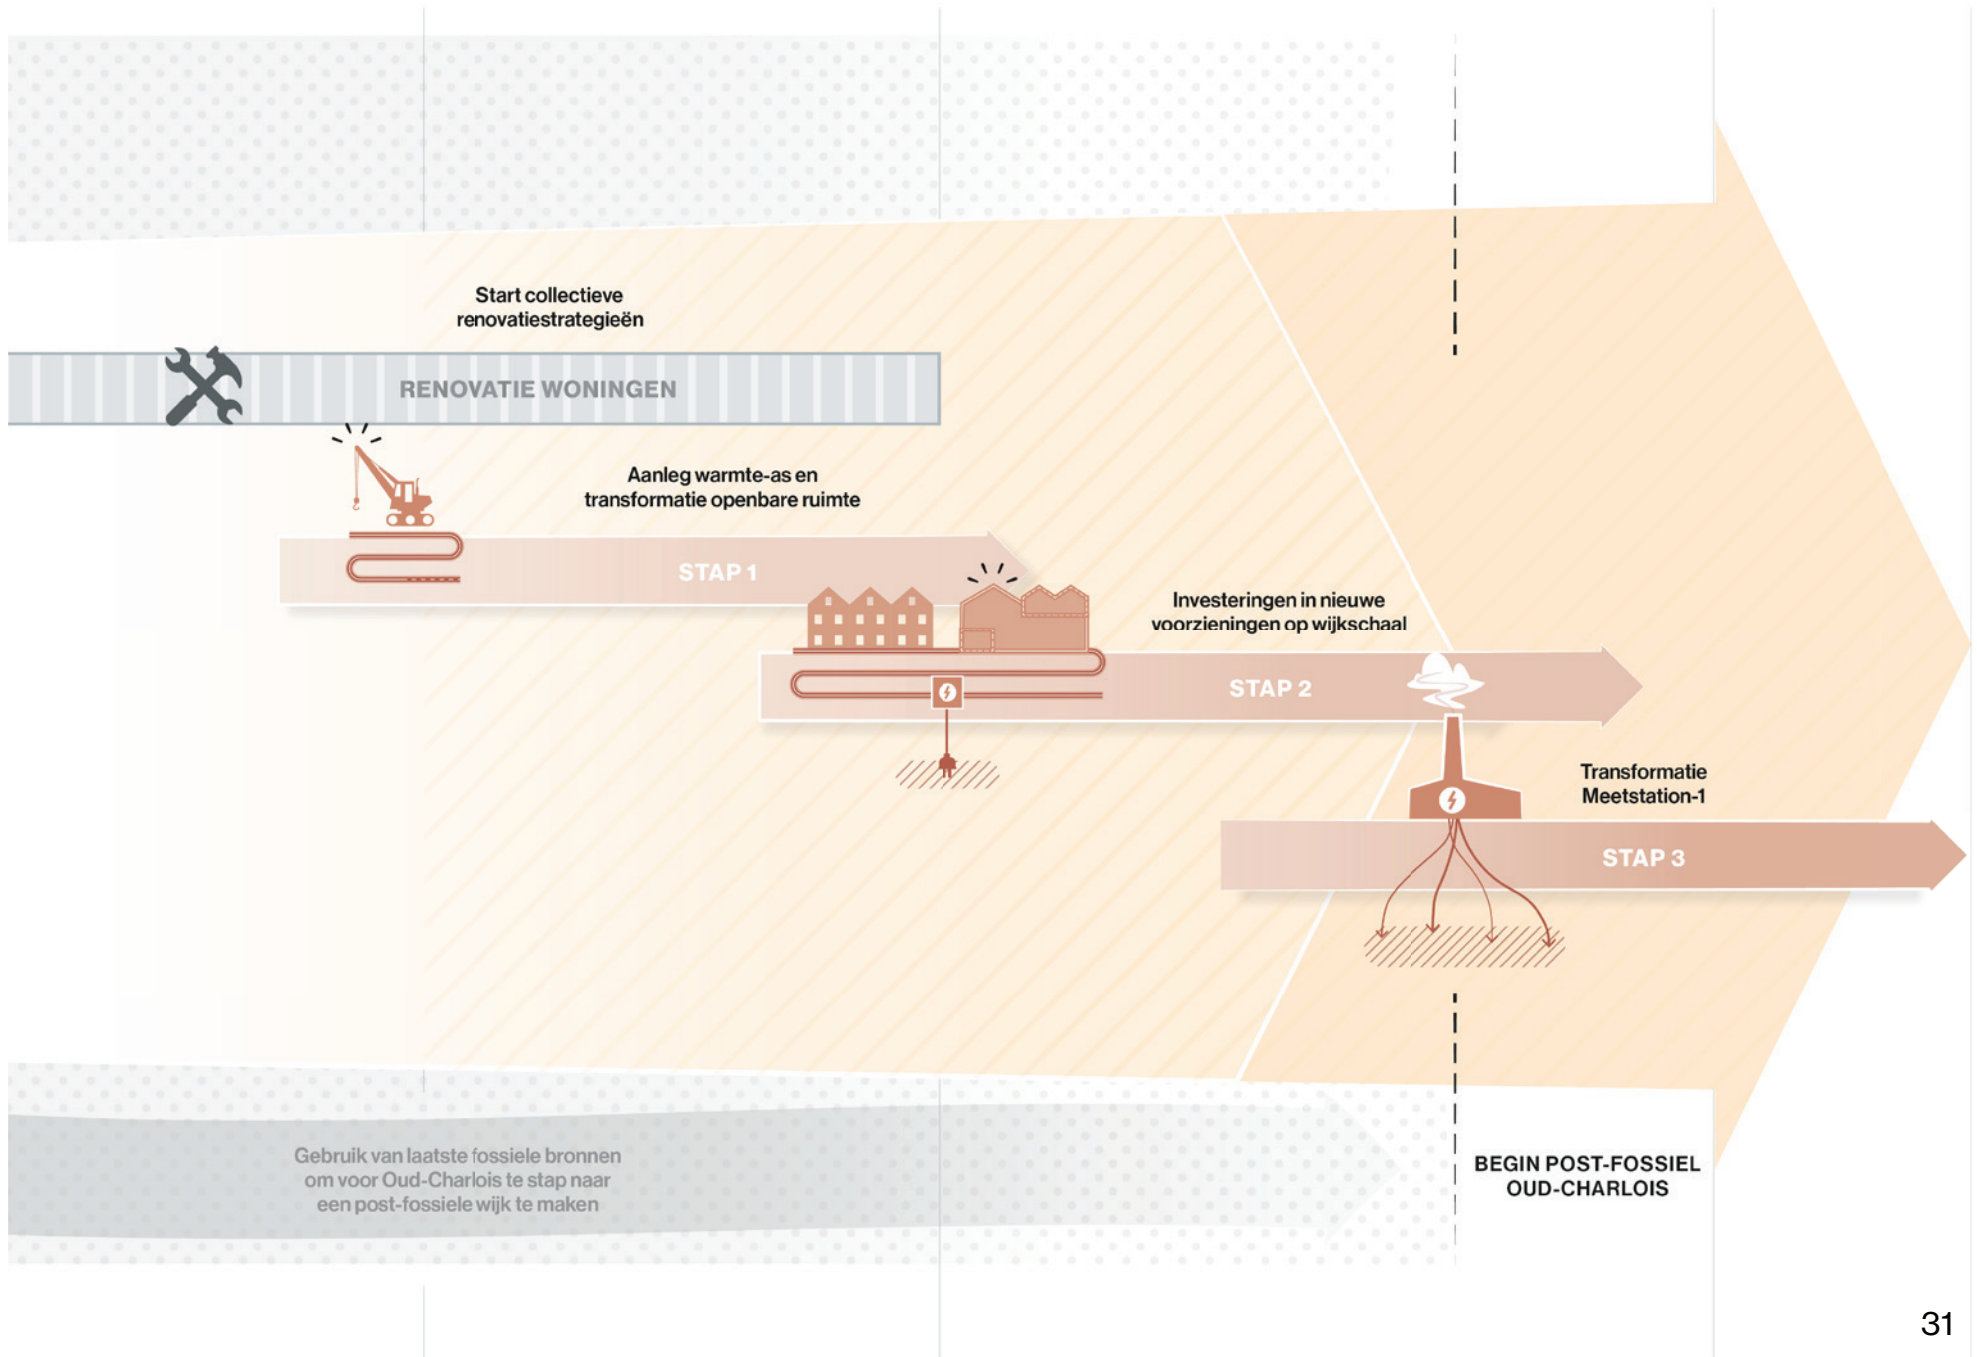 Start collectieve
renovatiestrategieën
RENOVATIE WONINGEN
Aanleg warmte-as en
transformatie openbare ruimte
STAP 1
Investeringen in nieuwe
voorzieningen op wijkschaal
STAP 2
Transformatie
Meetstation-1
STAP 3
Gebruik van laatste fossiele bronnen
om voor Oud-Charlois te stap naar
een post-fossiele wijk te maken
BEGIN POST-FOSSIEL
OUD-CHARLOIS
31